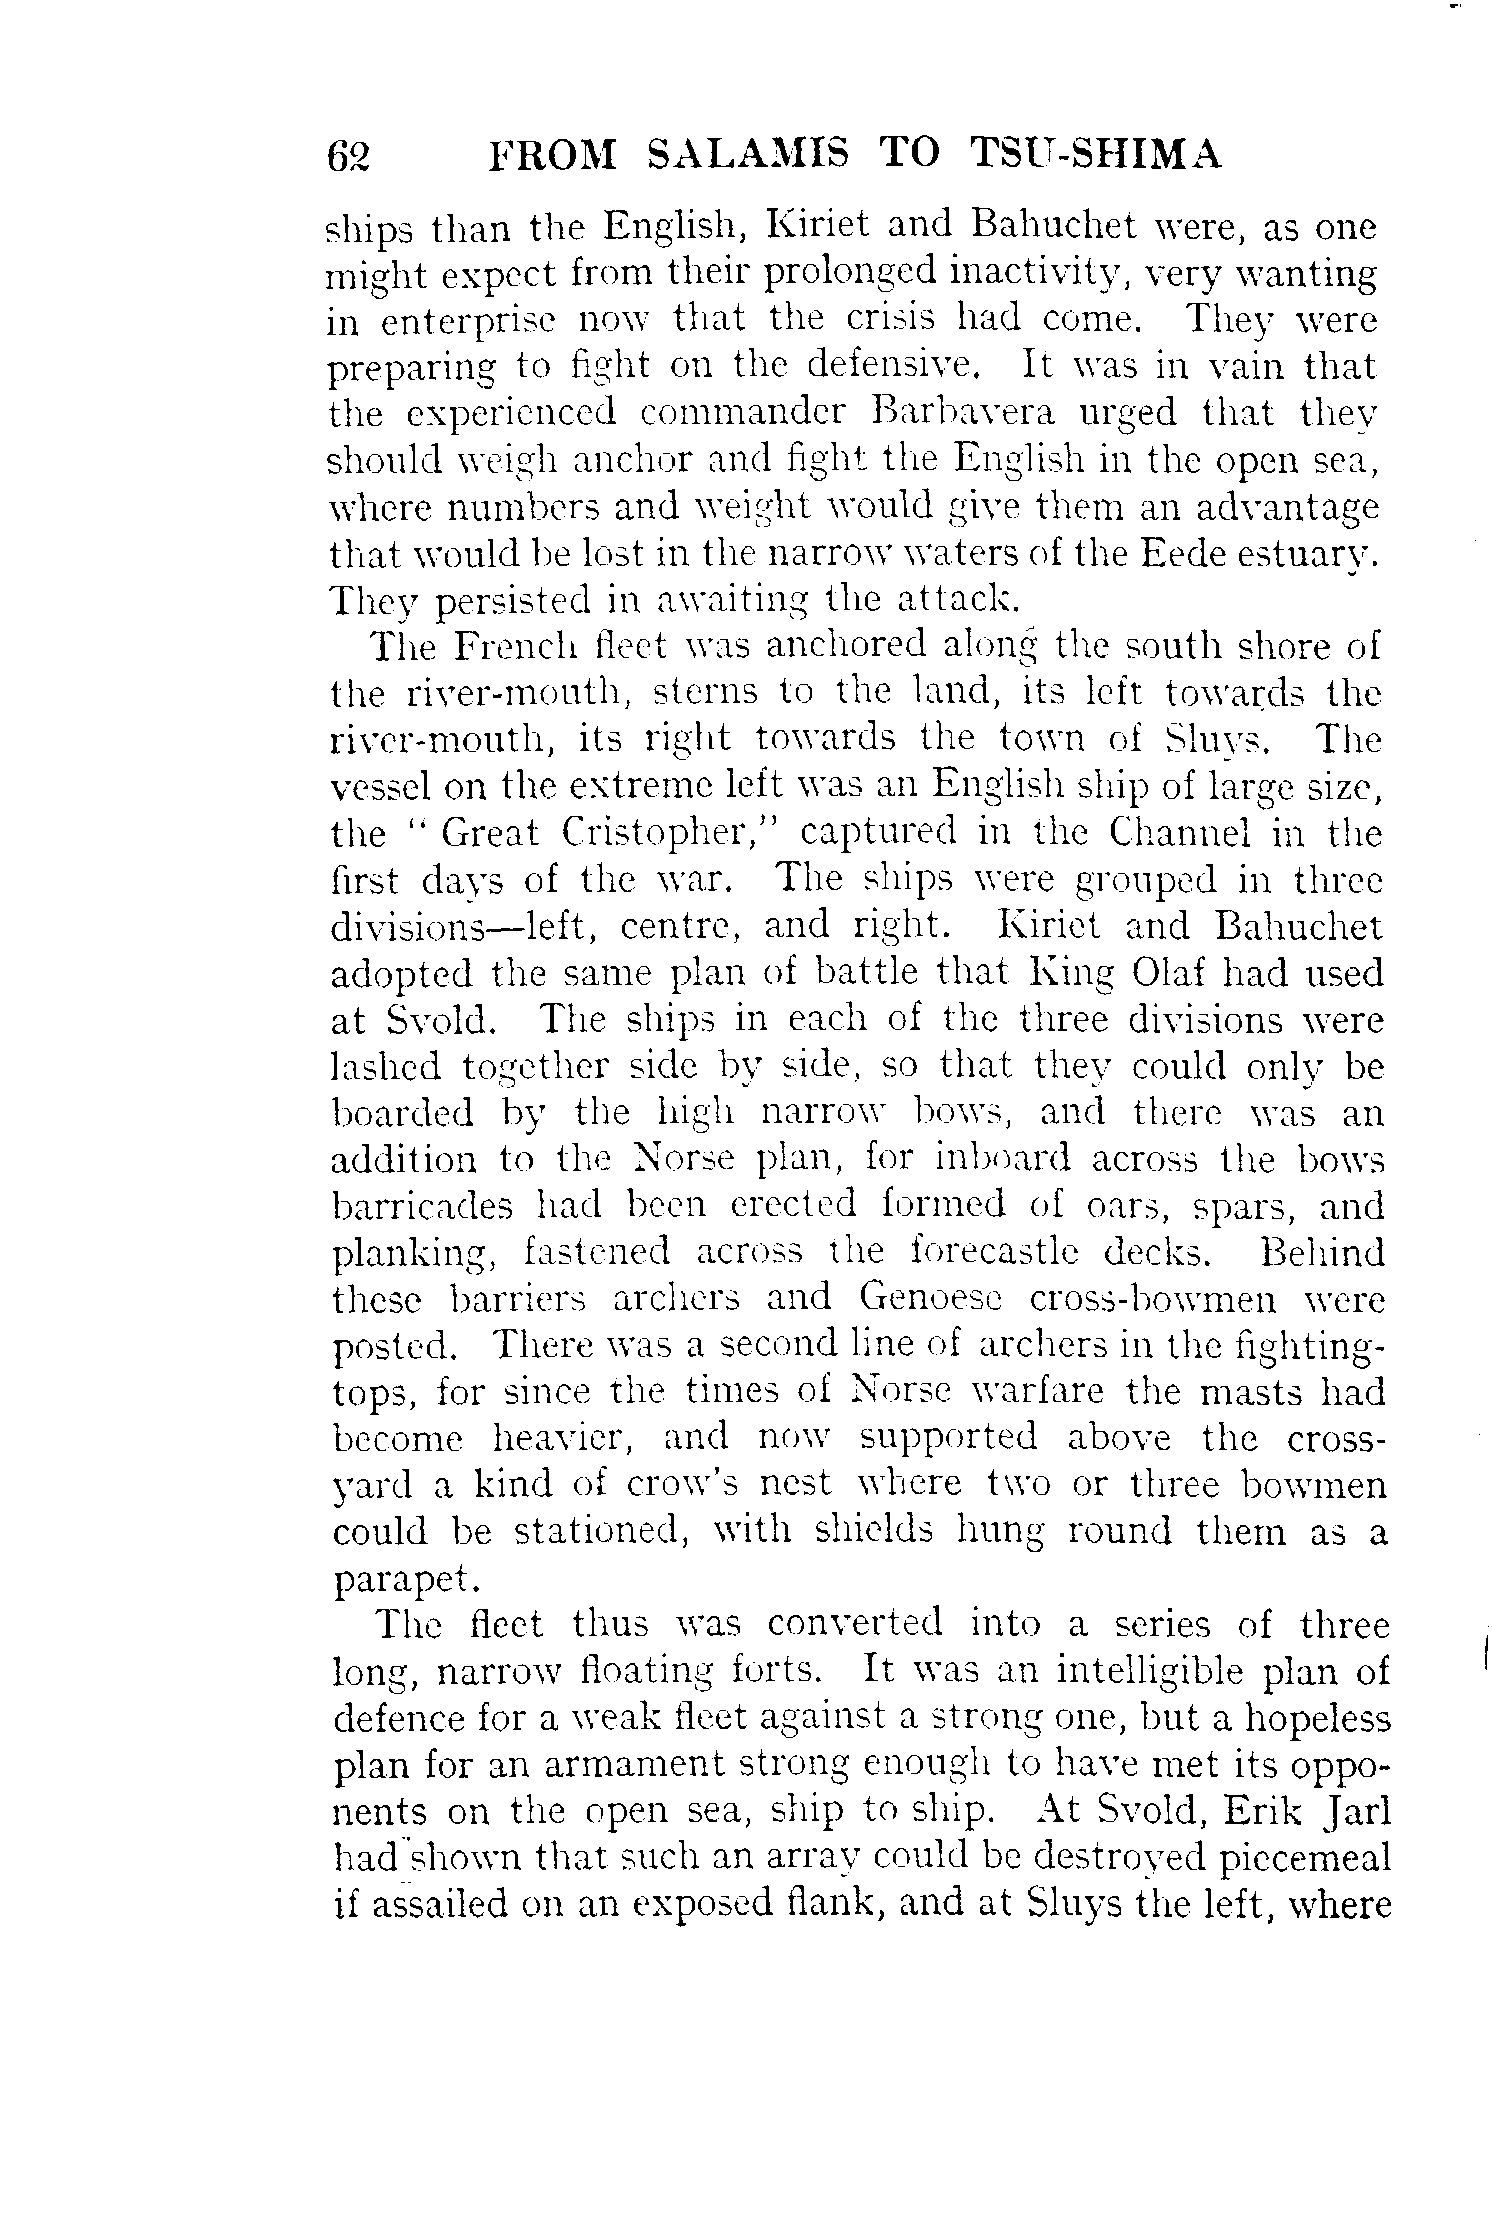 62 FROM SALAMIS TO TSU-SHIMA
ships than the English, Kiriet and Bahuchet were, as one
might expect from their prolonged inactivity, very wanting
in enterprise now that the crisis had come. They were
preparing to fight on the defensive. It was in vain that
the experienced commander Barbavera urged that they
should weigh anchor and fight the English in the open sea,
where numbers and weight would give them an advantage
that would be lost in the narrow waters of the Eede estuary.
They persisted in awaiting the attack.
The French fleet was anchored along the south shore of
the river-mouth, sterns to the land, its left towards the
river-mouth, its right towards the town of Sluys. The
vessel on the extreme left was an English ship of large size,
the " Great Cristopher," captured in the Channel in the
first days of the war. The ships were grouped in three
divisions—left, centre, and right. Kiriet and Bahuchet
adopted the same plan of battle that King Olaf had used
at Svold. The ships in each of the three divisions were
lashed together side by side, so that they could only be
boarded by the high narrow bows, and there was an
addition to the Norse plan, for inboard across the bows
barricades had been erected formed of oars, spars, and
planking, fastened across the forecastle decks. Behind
these barriers archers and Genoese cross-bowmen were
posted. There was a second line of archers in the fighting-
tops, for since the times of Norse warfare the masts had
become heavier, and now supported above the cross-
yard a kind of crow's nest where two or three bowmen
could be stationed, with shields hung round them as a
parapet.
The fleet thus was converted into a series of three
long, narrow floating forts. It was an intelligible plan of
defence for a weak fleet against a strong one, but a hopeless
plan for an armament strong enough to have met its oppo-
nents on the open sea, ship to ship. At Svold, Erik Jarl
had shown that such an array could be destroyed piecemeal
if assailed on an exposed flank, and at Sluys the left, where